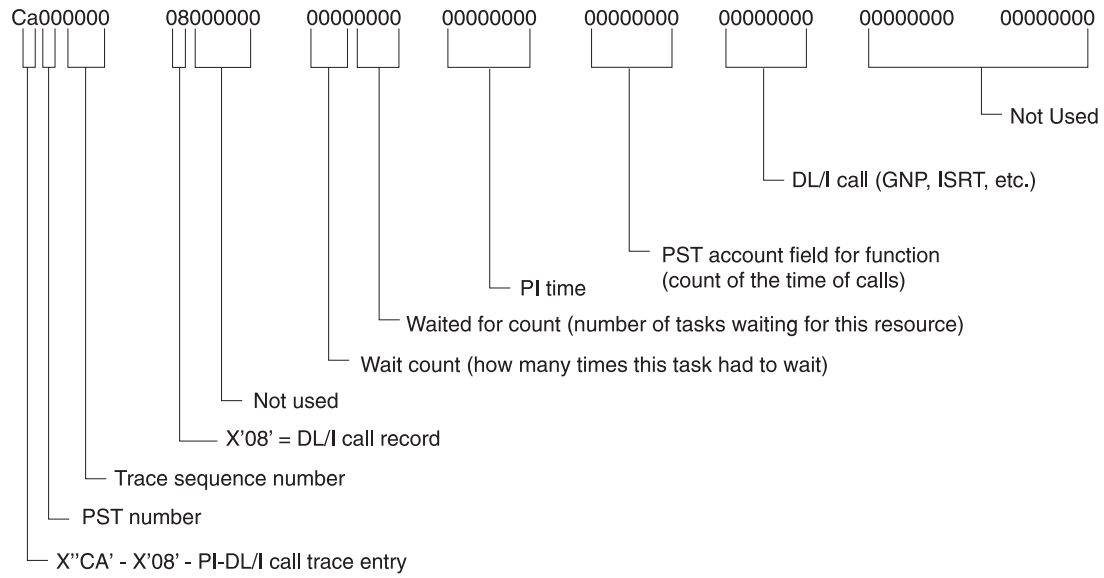 Ca000000 08000000 00000000 00000000 00000000 00000000 00000000 00000000
Not Used
DL/I call (GNP, ISRT, etc.)
PST account field for function
(count of the time of calls)
PI time
Waited for count (number of tasks waiting for this resource)
Wait count (how many times this task had to wait)
Not used
X'08' = DL/I call record
Trace sequence number
PST number
X''CA' - X'08' - PI-DL/I call trace entry